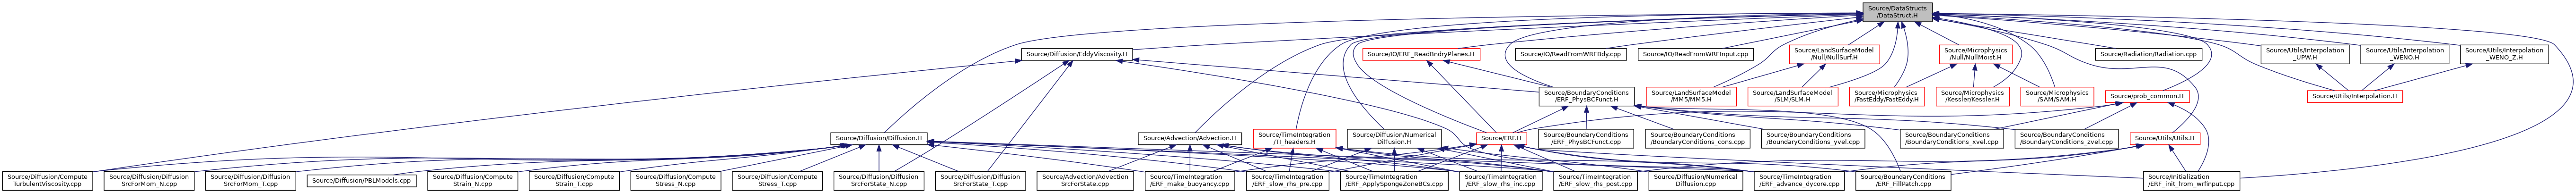 Source/DataStructs
/DataStruct.H
Source/Diffusion/EddyViscosity.H
Source/IO/ERF_ReadBndryPlanes.H
Source/IO/ReadFromWRFBdy.cpp
Source/IO/ReadFromWRFInput.cpp
Source/LandSurfaceModel
/Null/NullSurf.H
Source/Microphysics
/Null/NullMoist.H
Source/Radiation/Radiation.cpp
Source/Utils/Interpolation
_UPW.H
Source/Utils/Interpolation
_WENO.H
Source/Utils/Interpolation
_WENO_Z.H
Source/BoundaryConditions
/ERF_PhysBCFunct.H
Source/LandSurfaceModel
/MM5/MM5.H
Source/LandSurfaceModel
/SLM/SLM.H
Source/Microphysics
/FastEddy/FastEddy.H
Source/Microphysics
/Kessler/Kessler.H
Source/Microphysics
/SAM/SAM.H
Source/prob_common.H
Source/Utils/Interpolation.H
Source/Diffusion/Diffusion.H
Source/Advection/Advection.H
Source/TimeIntegration
/TI_headers.H
Source/Diffusion/Numerical
Diffusion.H
Source/ERF.H
Source/BoundaryConditions
/ERF_PhysBCFunct.cpp
Source/BoundaryConditions
/BoundaryConditions_cons.cpp
Source/BoundaryConditions
/BoundaryConditions_yvel.cpp
Source/BoundaryConditions
/BoundaryConditions_xvel.cpp
Source/BoundaryConditions
/BoundaryConditions_zvel.cpp
Source/Utils/Utils.H
Source/Diffusion/Compute
TurbulentViscosity.cpp
Source/Diffusion/Diffusion
SrcForMom_N.cpp
Source/Diffusion/Diffusion
SrcForMom_T.cpp
Source/Diffusion/PBLModels.cpp
Source/Diffusion/Compute
Strain_N.cpp
Source/Diffusion/Compute
Strain_T.cpp
Source/Diffusion/Compute
Stress_N.cpp
Source/Diffusion/Compute
Stress_T.cpp
Source/Diffusion/Diffusion
SrcForState_N.cpp
Source/Diffusion/Diffusion
SrcForState_T.cpp
Source/Advection/Advection
SrcForState.cpp
Source/TimeIntegration
/ERF_make_buoyancy.cpp
Source/TimeIntegration
/ERF_slow_rhs_pre.cpp
Source/TimeIntegration
/ERF_ApplySpongeZoneBCs.cpp
Source/TimeIntegration
/ERF_slow_rhs_inc.cpp
Source/TimeIntegration
/ERF_slow_rhs_post.cpp
Source/Diffusion/Numerical
Diffusion.cpp
Source/TimeIntegration
/ERF_advance_dycore.cpp
Source/BoundaryConditions
/ERF_FillPatch.cpp
Source/Initialization
/ERF_init_from_wrfinput.cpp